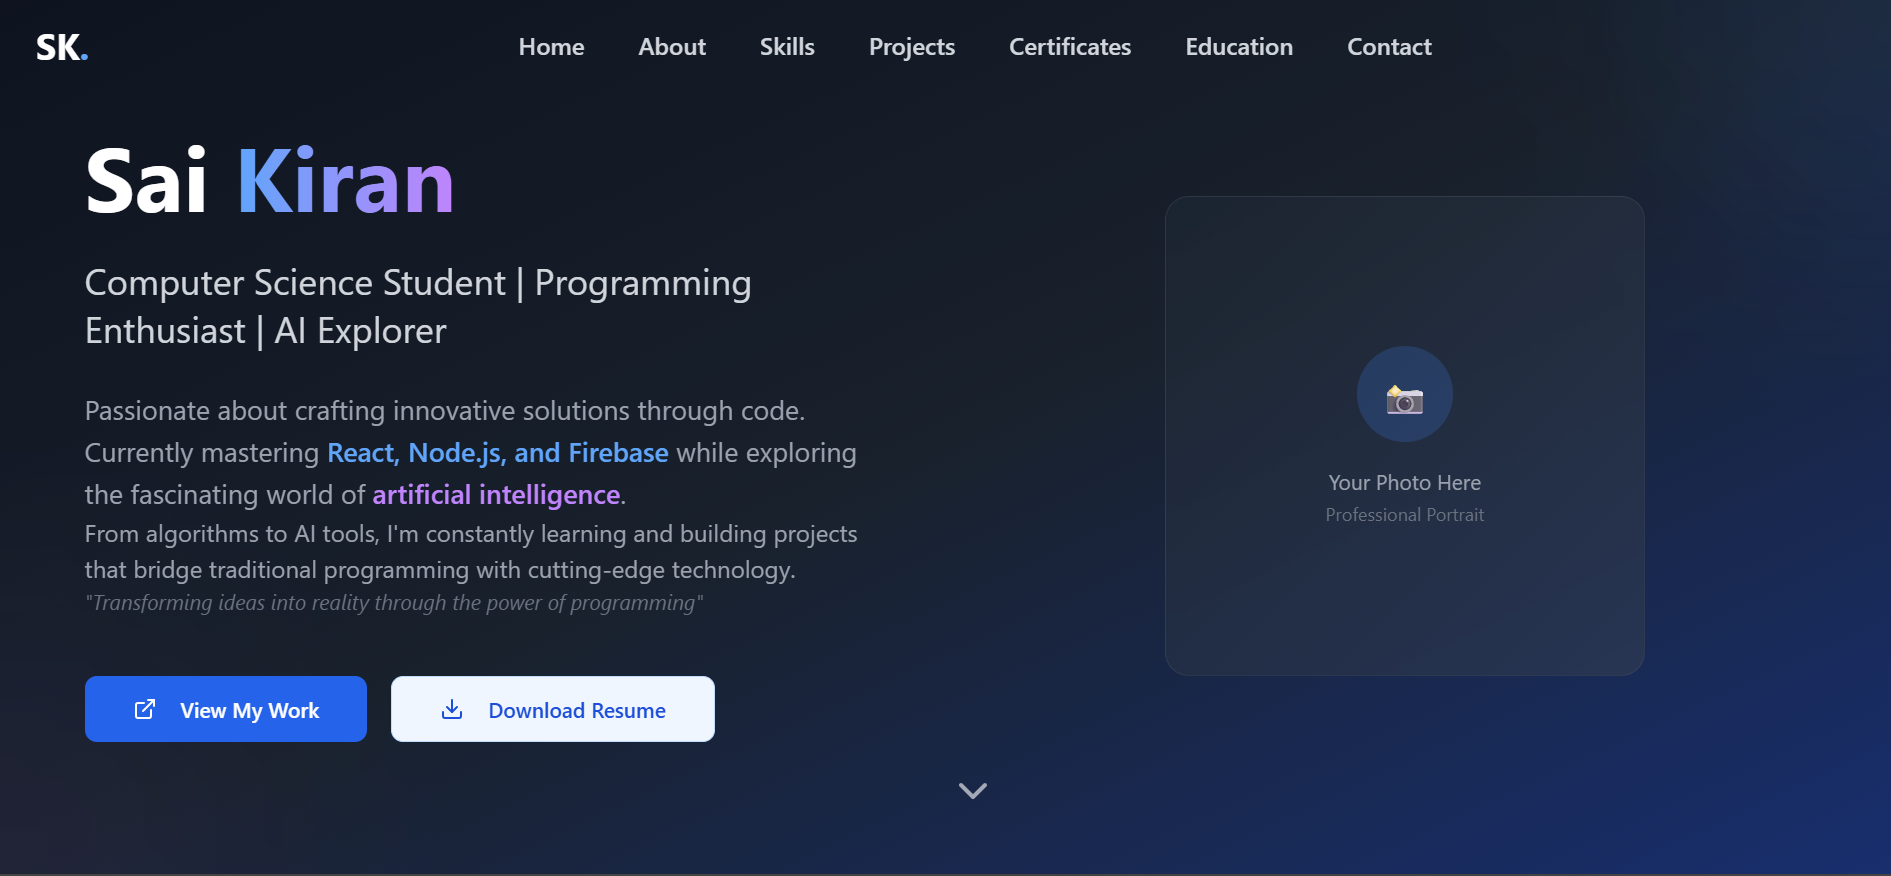 SK.
Home About Skills Projects Certificates Education Contact
Sai Kiran
Computer Science Student | Programming
Enthusiast | AI Explorer
Passionate about crafting innovative solutions through code.
Currently mastering React, Node.js, and Firebase while exploring
the fascinating world of artificial intelligence.
From algorithms to AI tools, I'm constantly learning and building projects
that bridge traditional programming with cutting-edge technology.
"Transforming ideas into reality through the power of programming"
View My Work
Download Resume
Your Photo Here
Professional Portrait